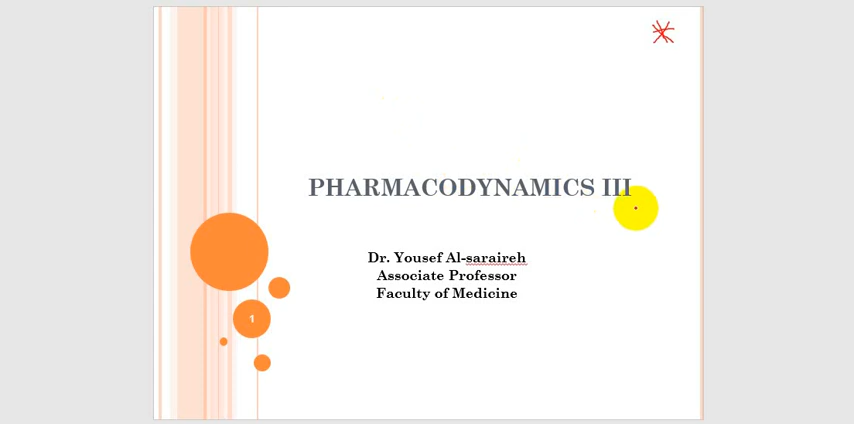 PHARMACODYNAMICS III
Dr. Yousef Al-saraireh
Associate Professor
Faculty of Medicine
1